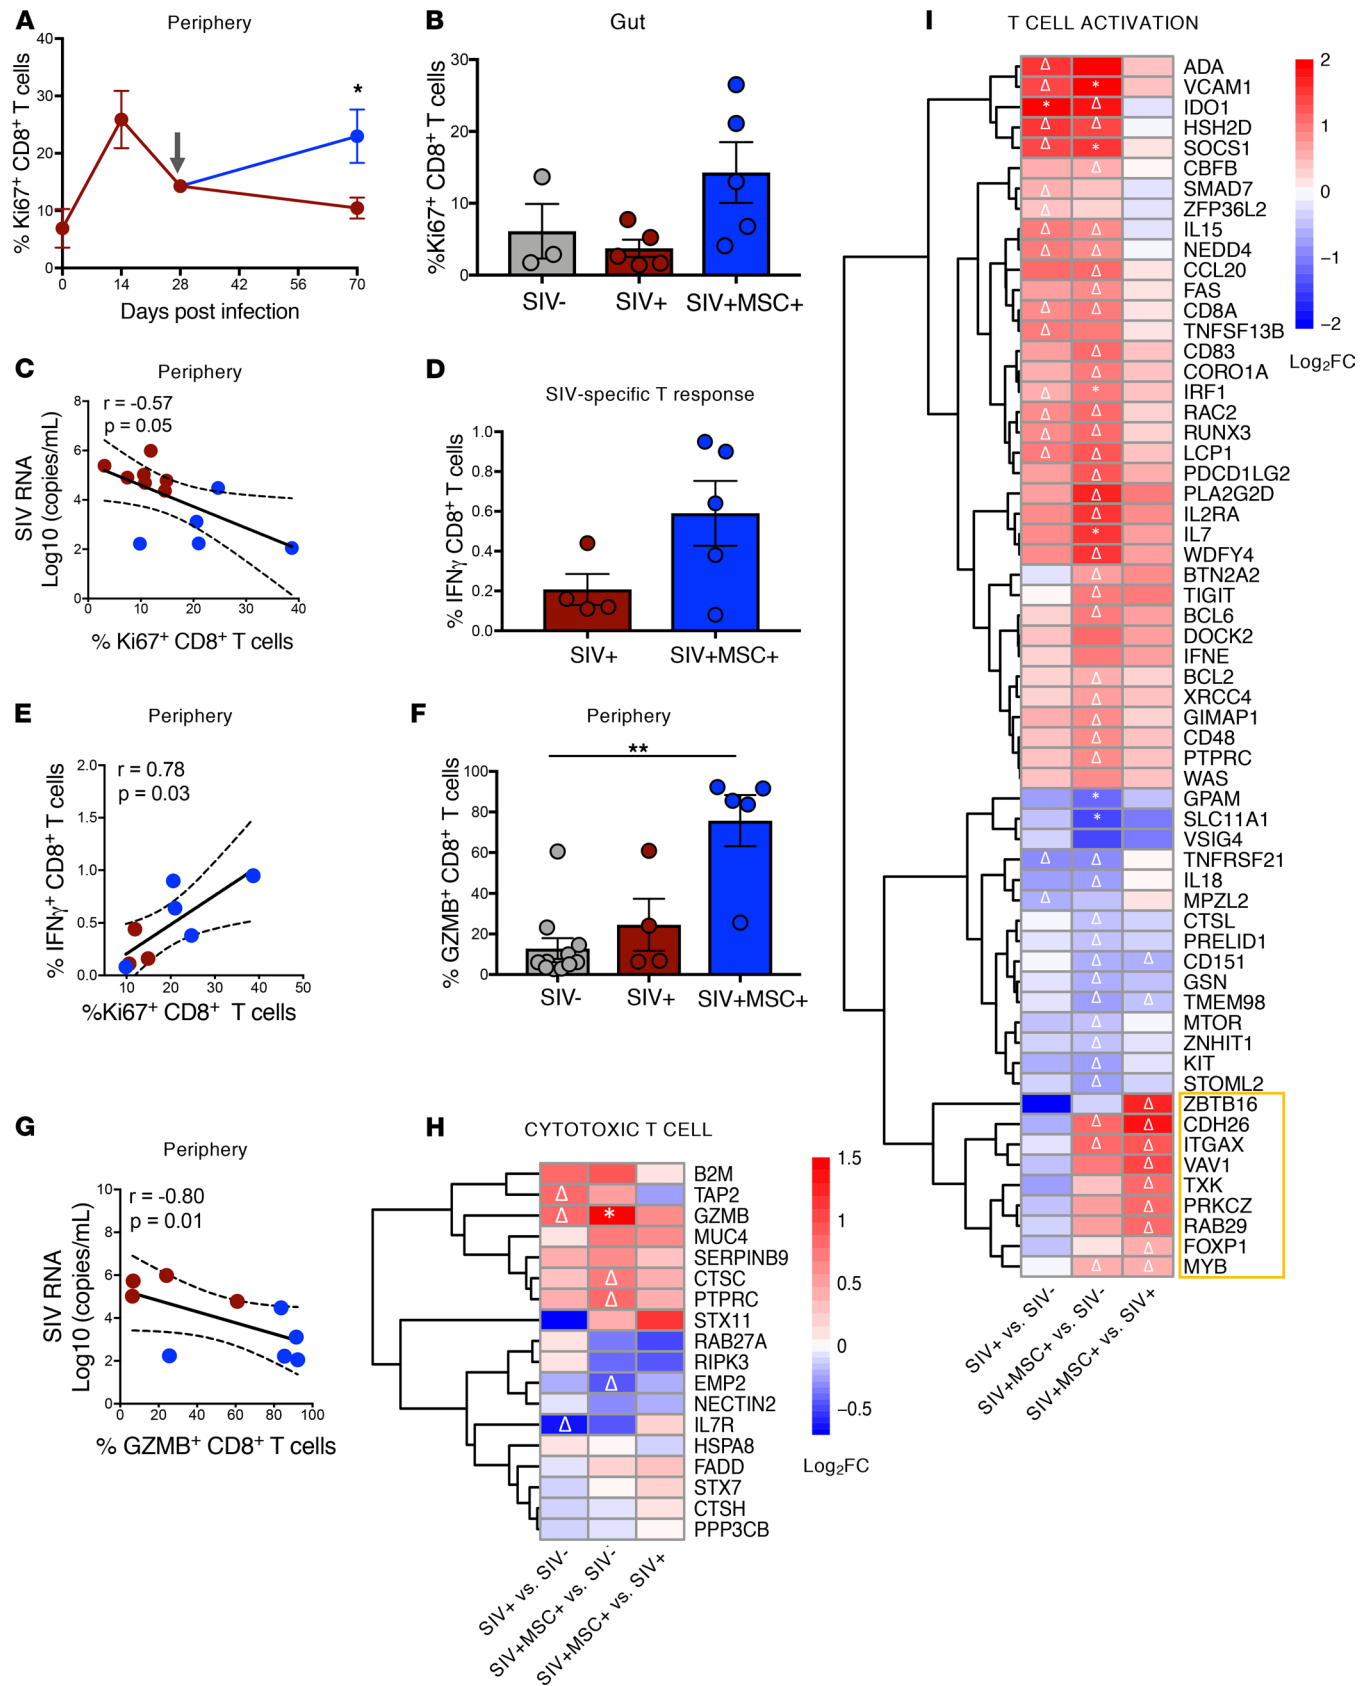 A
Periphery
% Ki67+ CD8+ T cells
40
30
20
10
0
*
0
14
28
42
56
70
Days post infection
B
Gut
%Ki67+ CD8+ T cells
30
20
10
0
SIV-
SIV+
SIV+MSC+
C
Periphery
SIV RNA
Log10 (copies/mL)
r = -0.57
p = 0.05
8
6
4
2
0
0
10
20
30
40
% Ki67+ CD8+ T cells
D
SIV-specific T response
% IFNγ CD8+ T cells
1.0
0.8
0.6
0.4
0.2
0.0
SIV+
SIV+MSC+
E
Periphery
% IFNγ+ CD8+ T cells
r = 0.78
p = 0.03
2.0
1.5
1.0
0.5
0.0
10
20
30
40
50
%Ki67+ CD8+ T cells
F
Periphery
% GZMB+ CD8+ T cells
**
100
80
60
40
20
0
SIV-
SIV+
SIV+MSC+
G
Periphery
SIV RNA
Log10 (copies/mL)
r = -0.80
p = 0.01
10
8
6
4
2
0
0
20
40
60
80
100
% GZMB+ CD8+ T cells
H
CYTOTOXIC T CELL
B2M
Δ TAP2
Δ * GZMB
MUC4
SERPINB9
Δ CTSC
Δ PTPRC
STX11
RAB27A
RIPK3
Δ EMP2
NECTIN2
Δ IL7R
HSPA8
FADD
STX7
CTSH
PPP3CB
SIV+ vs. SIV-
SIV+MSC+ vs. SIV-
SIV+MSC+ vs. SIV+
1.5
1
0.5
0
−0.5
Log2FC
I
T CELL ACTIVATION
Δ ADA
Δ * VCAM1
* Δ IDO1
Δ Δ HSH2D
Δ * SOCS1
Δ CBFB
Δ SMAD7
Δ ZFP36L2
Δ Δ IL15
Δ Δ NEDD4
CCL20
Δ FAS
Δ Δ CD8A
Δ TNFSF13B
Δ CD83
Δ CORO1A
Δ * IRF1
Δ Δ RAC2
Δ Δ RUNX3
Δ Δ LCP1
Δ PDCD1LG2
Δ PLA2G2D
Δ IL2RA
* IL7
Δ WDFY4
Δ BTN2A2
Δ TIGIT
Δ BCL6
DOCK2
IFNE
Δ BCL2
Δ XRCC4
Δ GIMAP1
Δ CD48
Δ PTPRC
WAS
* GPAM
* SLC11A1
VSIG4
Δ Δ TNFRSF21
Δ IL18
Δ MPZL2
Δ CTSL
Δ PRELID1
Δ Δ CD151
Δ GSN
Δ Δ TMEM98
Δ MTOR
Δ ZNHIT1
Δ KIT
Δ STOML2
Δ ZBTB16
Δ Δ CDH26
Δ Δ ITGAX
Δ VAV1
Δ TXK
Δ PRKCZ
Δ RAB29
Δ FOXP1
Δ Δ MYB
SIV+ vs. SIV-
SIV+MSC+ vs. SIV-
SIV+MSC+ vs. SIV+
2
1
0
−1
−2
Log2FC